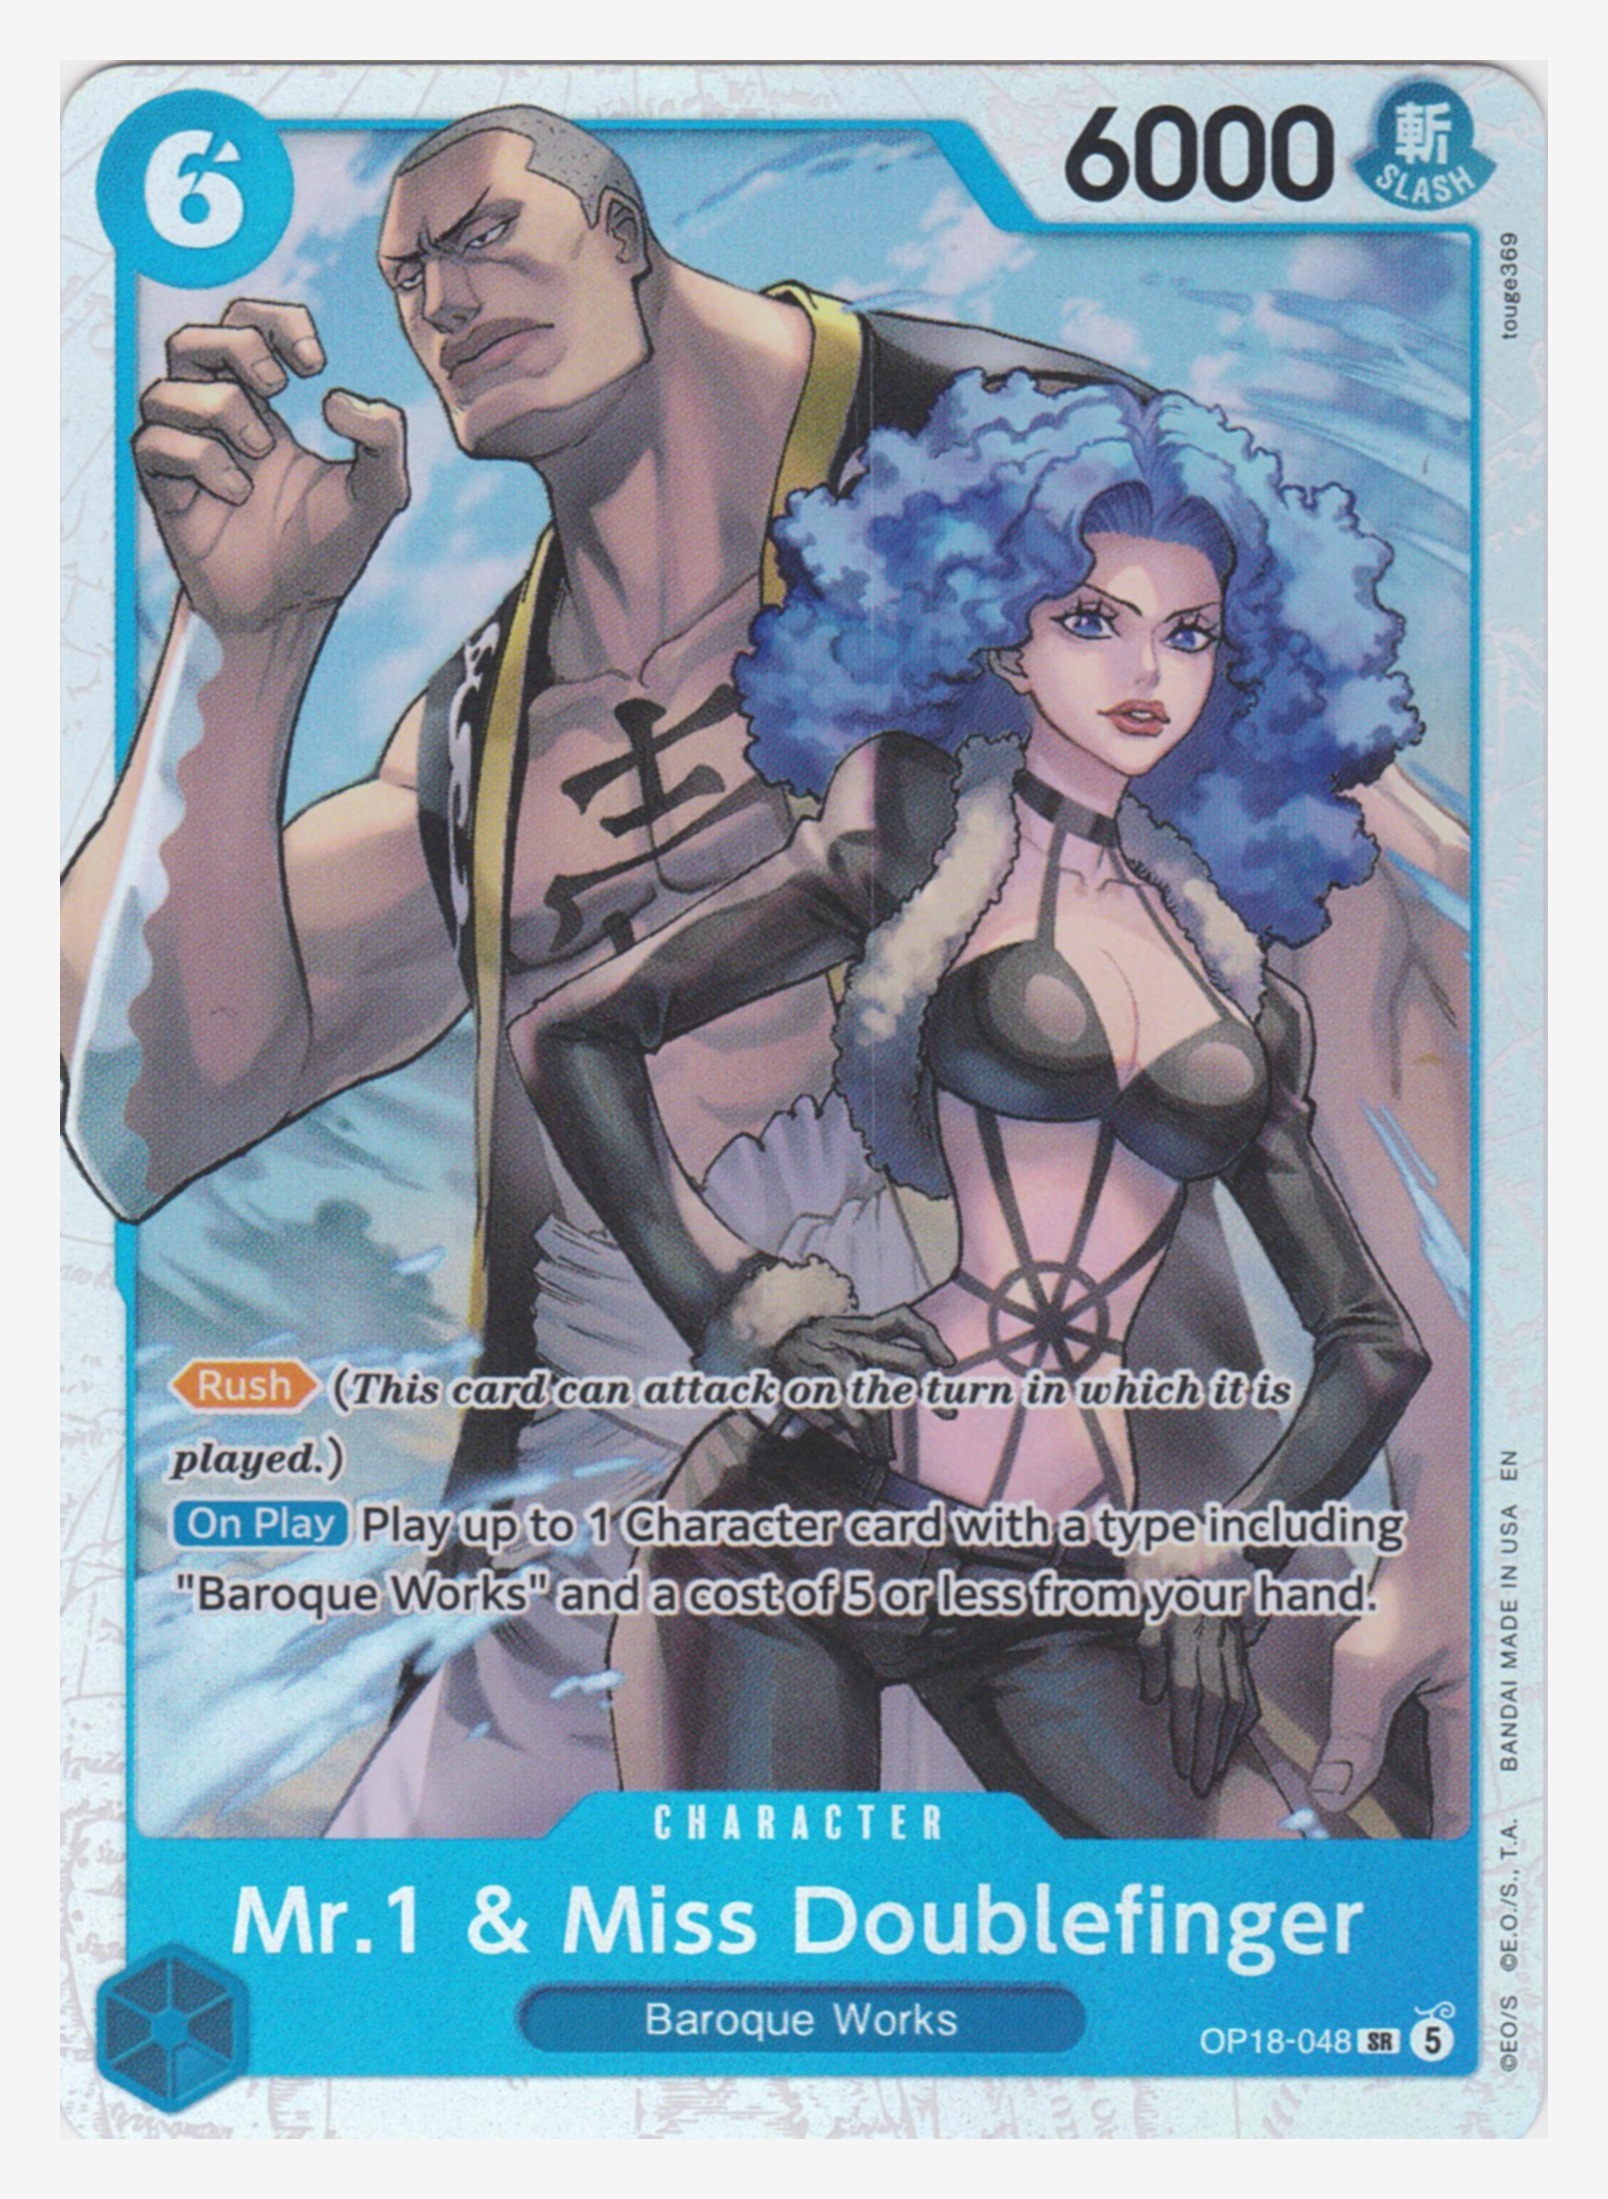 6
6000
斬
SLASH
touge369
Rush (This card can attack on the turn in which it is
played.)
On Play Play up to 1 Character card with a type including
"Baroque Works" and a cost of 5 or less from your hand.
CHARACTER
Mr.1 & Miss Doublefinger
Baroque Works
OP18-048 SR 5
©EO/S ©E.O./S., T.A. BANDAI MADE IN USA EN